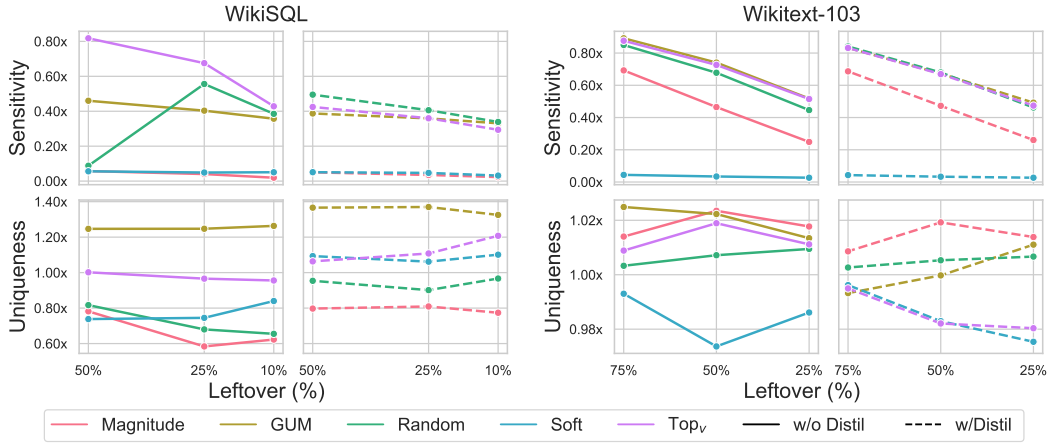 WikiSQL
Wikitext-103
Sensitivity
0.80x
0.60x
0.40x
0.20x
0.00x
Sensitivity
0.80x
0.60x
0.40x
0.20x
0.00x
Uniqueness
1.40x
1.20x
1.00x
0.80x
0.60x
50% 25% 10% 50% 25% 10%
Leftover (%)
Uniqueness
1.02x
1.00x
0.98x
75% 50% 25% 75% 50% 25%
Leftover (%)
Magnitude GUM Random Soft Topv w/o Distil w/Distil